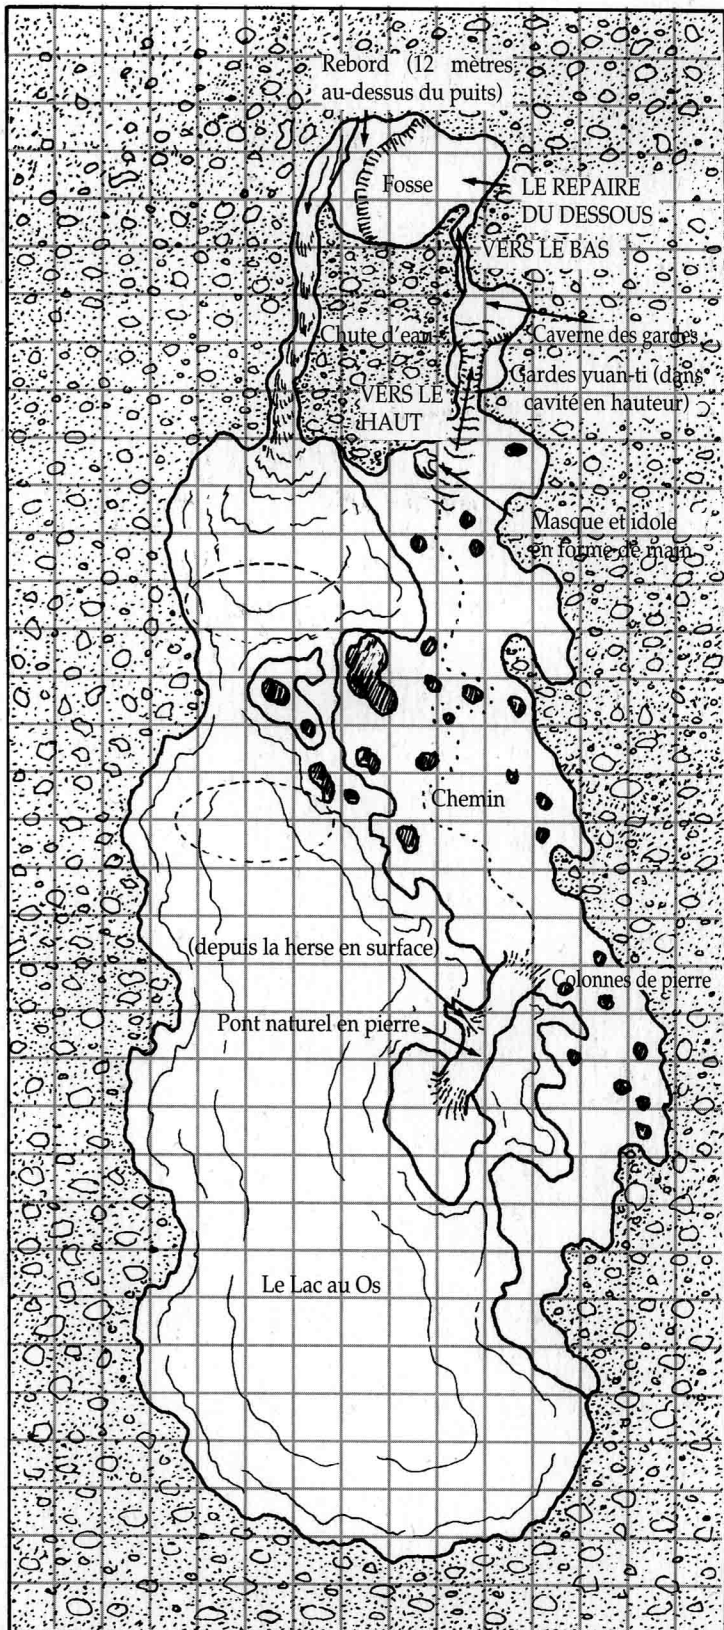 Rebord (12 mètres
au-dessus du puits)
Fosse
LE REPAIRE
DU DESSOUS
VERS LE BAS
Chute d'eau
Caverne des gardes
VERS LE
HAUT
Gardes yuan-ti (dans
cavité en hauteur)
Masque et idole
en forme de main
Chemin
(depuis la herse en surface)
Colonnes de pierre
Pont naturel en pierre
Le Lac au Os